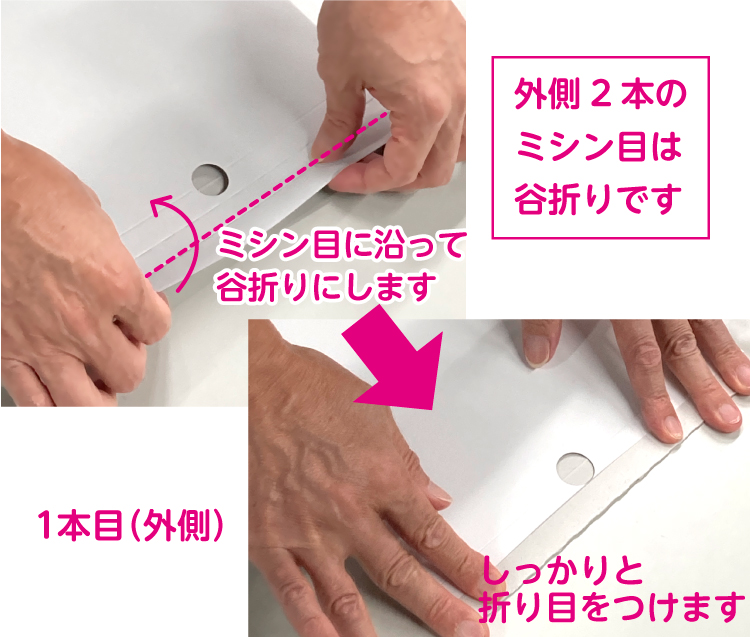 外側2本の
ミシン目は
谷折りです
ミシン目に沿って
谷折りにします
1本目(外側)
しっかりと
折り目をつけます